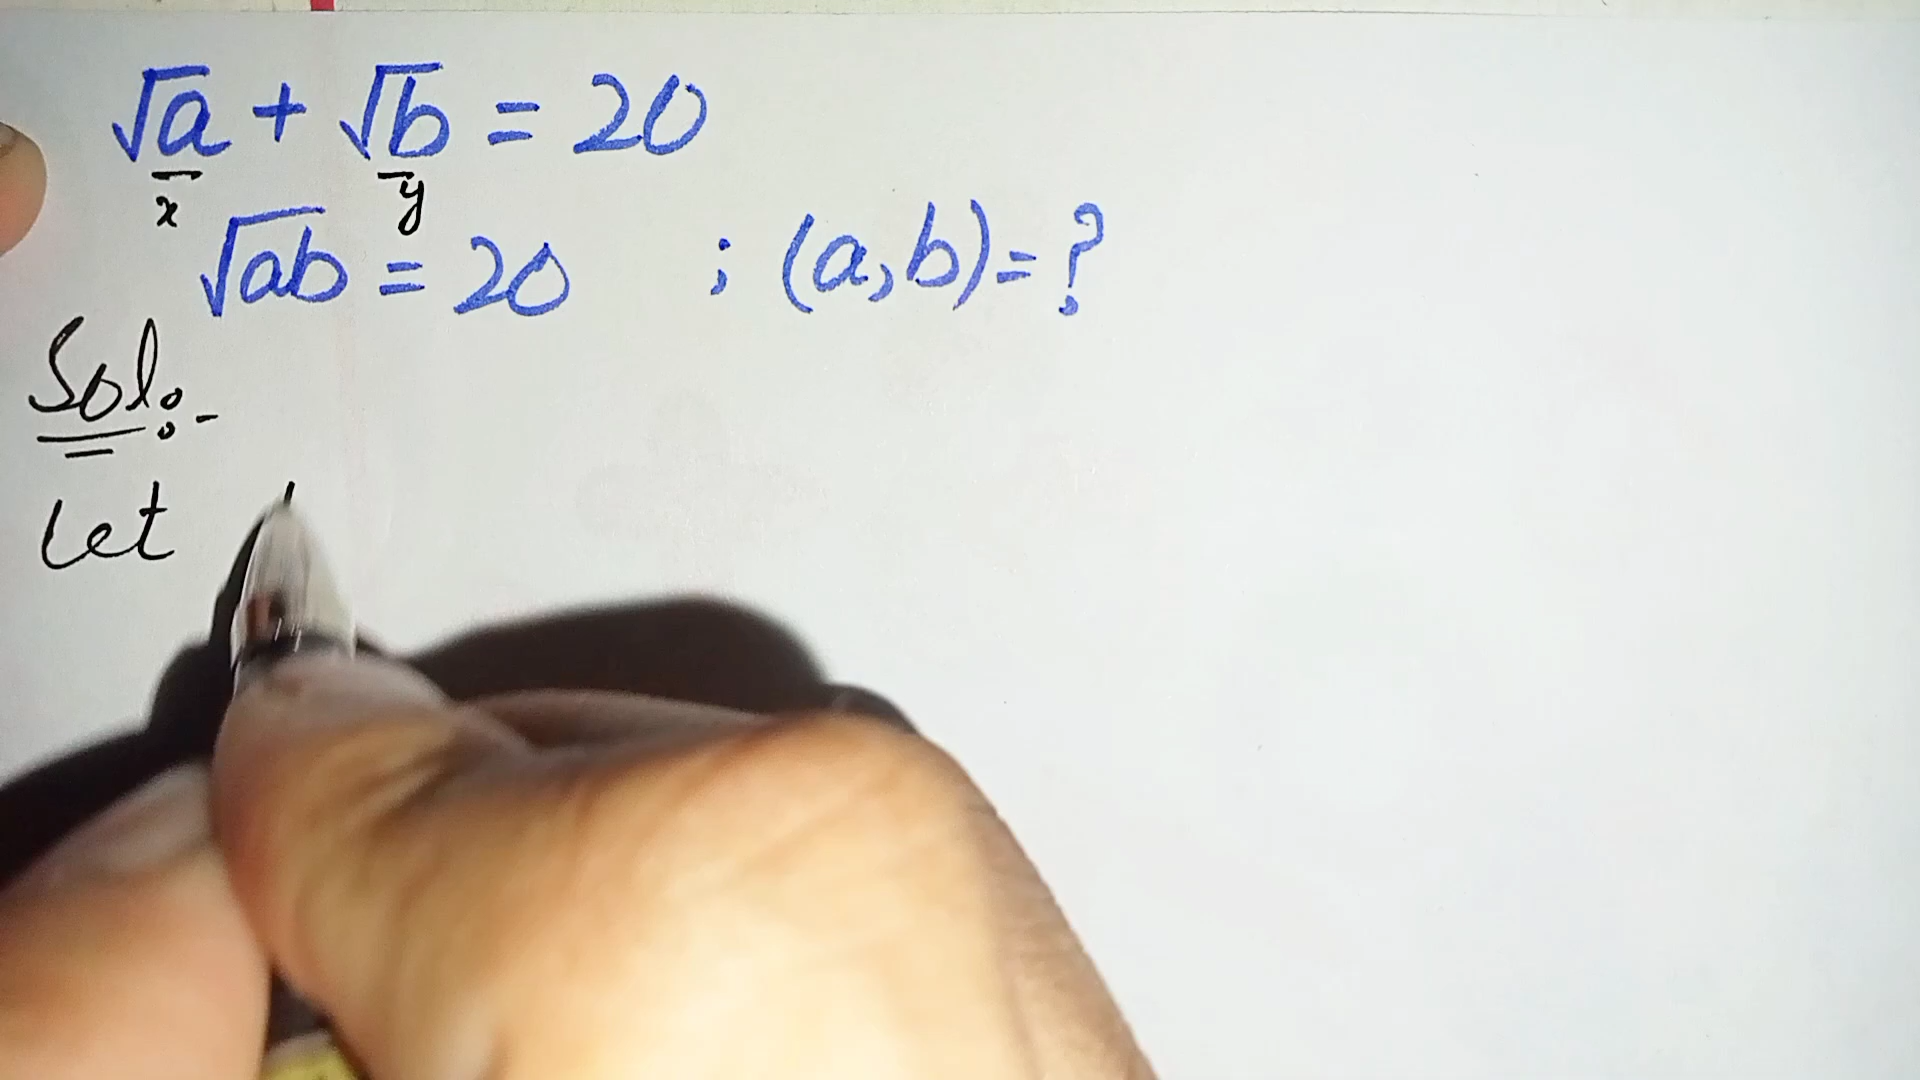 √a + √b = 20
x y
√ab = 20 ; (a,b) = ?
Sol:-
Let